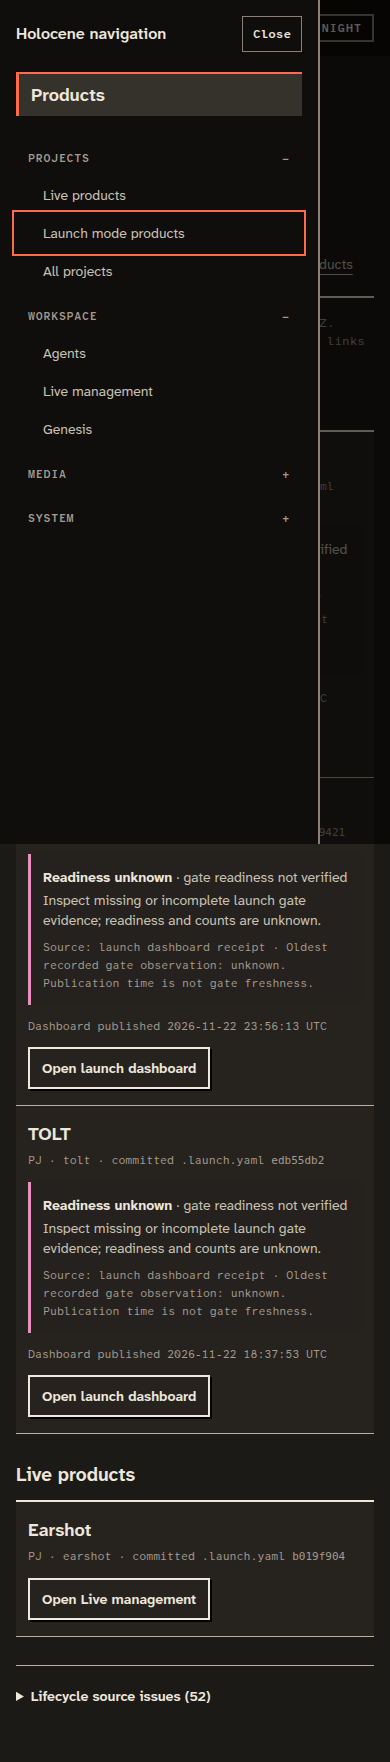 Holocene navigation
Close
NIGHT
Products
PROJECTS −
Live products
Launch mode products
ducts
All projects
WORKSPACE −
Z.
links
Agents
Live management
Genesis
MEDIA +
ml
SYSTEM +
ified
t
C
9421
Readiness unknown · gate readiness not verified
Inspect missing or incomplete launch gate
evidence; readiness and counts are unknown.
Source: launch dashboard receipt · Oldest
recorded gate observation: unknown.
Publication time is not gate freshness.
Dashboard published 2026-11-22 23:56:13 UTC
Open launch dashboard
TOLT
PJ · tolt · committed .launch.yaml edb55db2
Readiness unknown · gate readiness not verified
Inspect missing or incomplete launch gate
evidence; readiness and counts are unknown.
Source: launch dashboard receipt · Oldest
recorded gate observation: unknown.
Publication time is not gate freshness.
Dashboard published 2026-11-22 18:37:53 UTC
Open launch dashboard
Live products
Earshot
PJ · earshot · committed .launch.yaml b019f904
Open Live management
Lifecycle source issues (52)